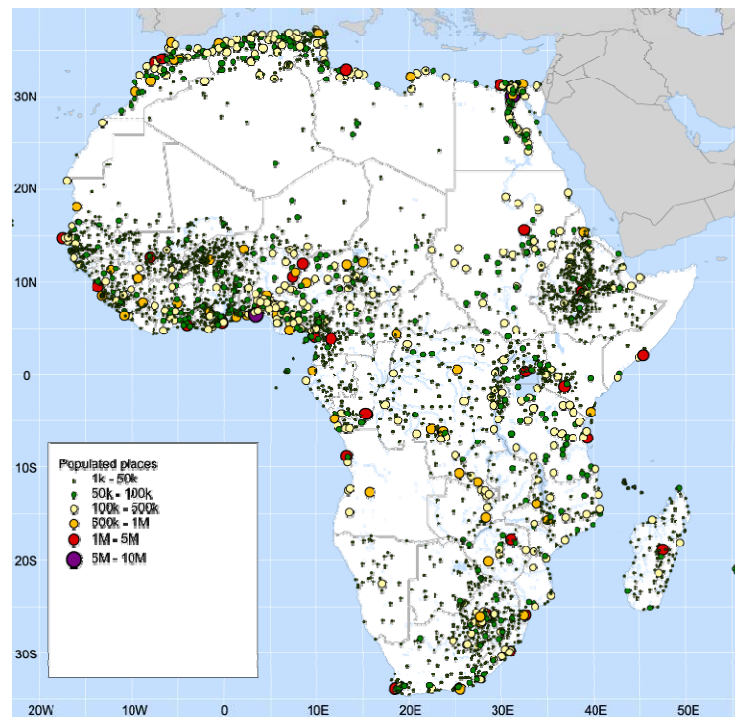 30N
20N
10N
0
10S
20S
30S
Populated places
1k - 50k
50k - 100k
100k - 500k
500k - 1M
1M - 5M
5M - 10M
20W 10W 0 10E 20E 30E 40E 50E